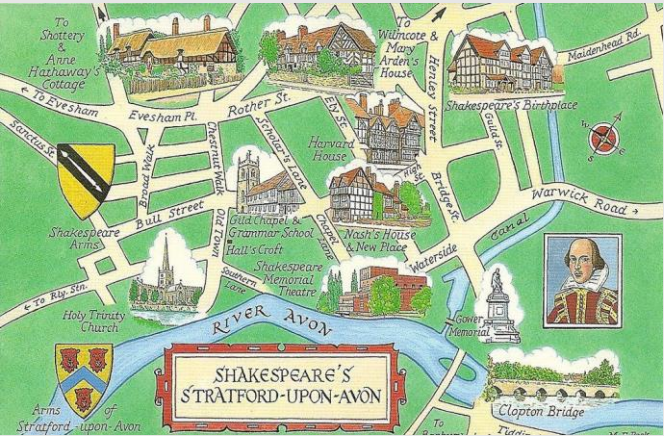 To
Shottery
&
Anne
Hathaway's
Cottage
To
Wilmcote &
Mary
Arden's
House
Maidenhead Rd.
← To Evesham
Evesham Pl.
Rother St.
Ely St.
Henley Street
Shakespeare's Birthplace
Guild St.
Sanctus St.
Broad Walk
Chestnut Walk
Scholar's Lane
Harvard
House
High
St.
Bridge St.
N
W
S
E
Warwick Road →
Bull Street
Old Town
Guild Chapel &
Grammar School
Hall's Croft
Chapel
Lane
Nash's House
& New Place
Canal
Waterside
Shakespeare
Arms
Shakespeare
Memorial
Theatre
Southern
Lane
← To Rly. Stn.
Holy Trinity
Church
RIVER AVON
Gower
Memorial
SHAKESPEARE'S
STRATFORD-UPON-AVON
Arms of
Stratford-upon-Avon
Clopton Bridge
To